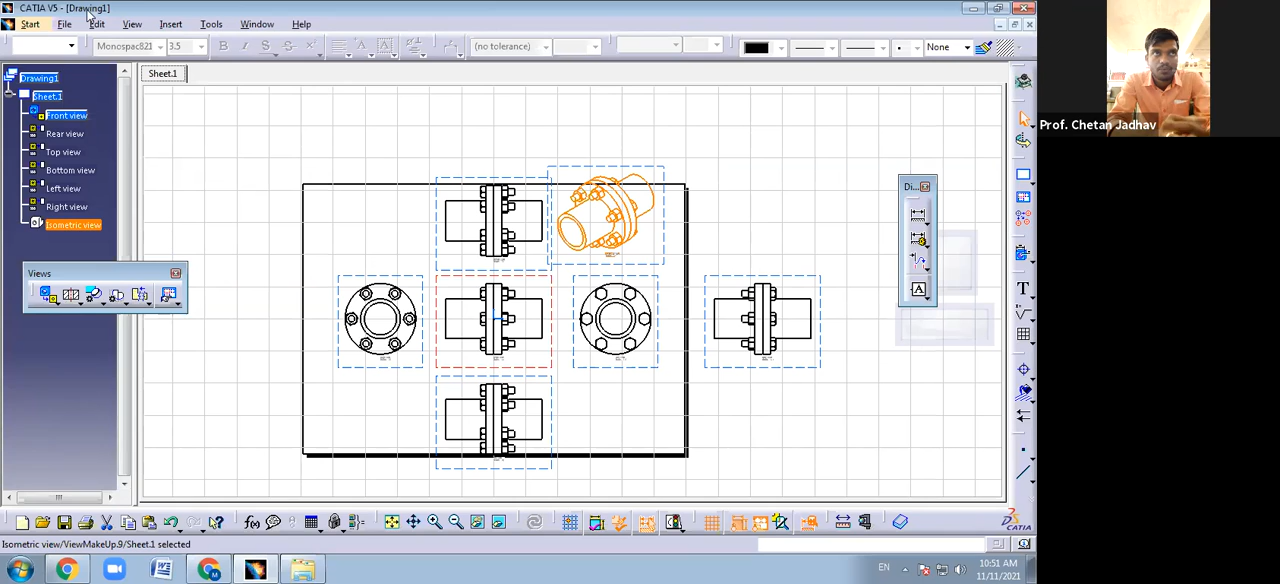 CATIA V5 - [Drawing1]
Start File Edit View Insert Tools Window Help
Monospac821 3.5 B I S (no tolerance) None
Sheet.1
Drawing1
Sheet.1
Front view
Rear view
Top view
Bottom view
Left view
Right view
Isometric view
Views
Di...
A
T
f(x)
CATIA
Isometric view/ViewMakeUp.9/Sheet.1 selected
EN
10:51 AM
11/11/2021
Prof. Chetan Jadhav